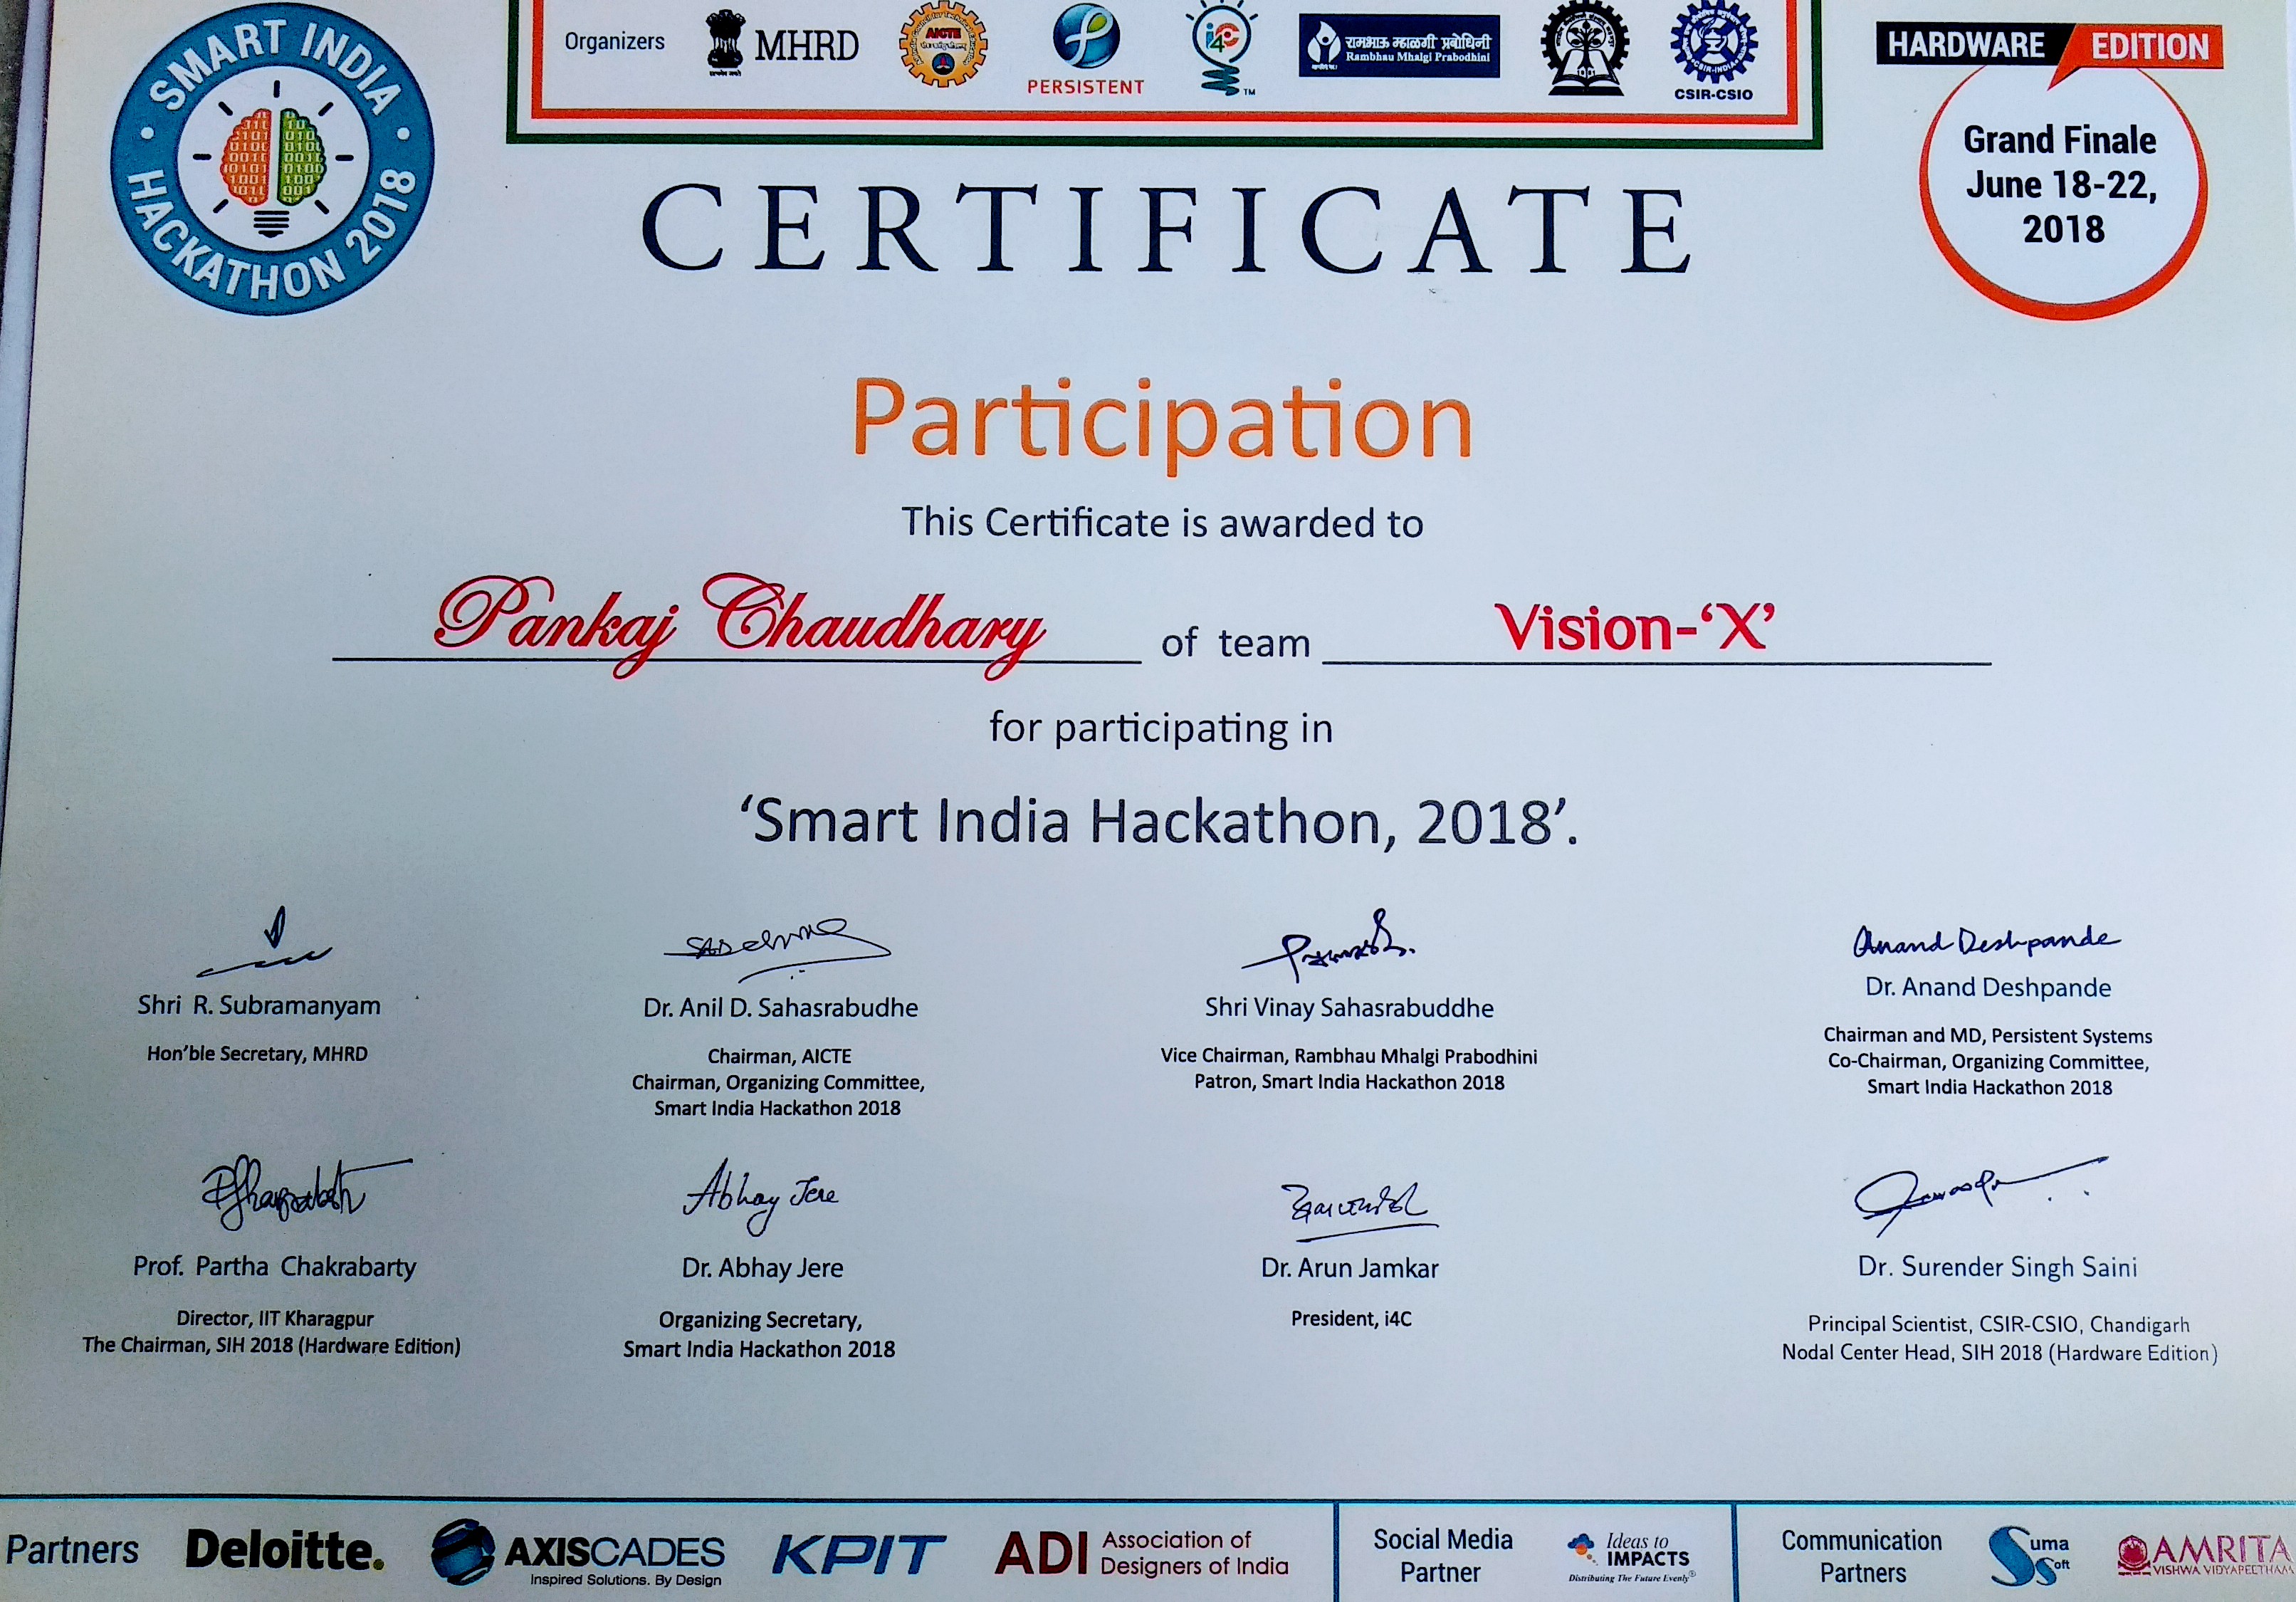 SMART INDIA HACKATHON 2018
Organizers
MHRD
AICTE
PERSISTENT
i4C
TM
रामभाऊ म्हाळगी प्रबोधिनी
Rambhau Mhalgi Prabodhini
CSIR-INDIA
CSIR-CSIO
HARDWARE EDITION
Grand Finale
June 18-22,
2018
CERTIFICATE
Participation
This Certificate is awarded to
Pankaj Chaudhary of team Vision-‘X’
for participating in
‘Smart India Hackathon, 2018’.
Shri R. Subramanyam
Hon’ble Secretary, MHRD
Dr. Anil D. Sahasrabudhe
Chairman, AICTE
Chairman, Organizing Committee,
Smart India Hackathon 2018
Shri Vinay Sahasrabuddhe
Vice Chairman, Rambhau Mhalgi Prabodhini
Patron, Smart India Hackathon 2018
Anand Deshpande
Dr. Anand Deshpande
Chairman and MD, Persistent Systems
Co-Chairman, Organizing Committee,
Smart India Hackathon 2018
Prof. Partha Chakrabarty
Director, IIT Kharagpur
The Chairman, SIH 2018 (Hardware Edition)
Abhay Jere
Dr. Abhay Jere
Organizing Secretary,
Smart India Hackathon 2018
Dr. Arun Jamkar
President, i4C
Dr. Surender Singh Saini
Principal Scientist, CSIR-CSIO, Chandigarh
Nodal Center Head, SIH 2018 (Hardware Edition)
Partners
Deloitte.
AXISCADES
Inspired Solutions. By Design
KPIT
ADI Association of
Designers of India
Social Media
Partner
Ideas to
IMPACTS
Distributing The Future Evenly®
Communication
Partners
Suma
Soft
AMRITA
VISHWA VIDYAPEETHAM